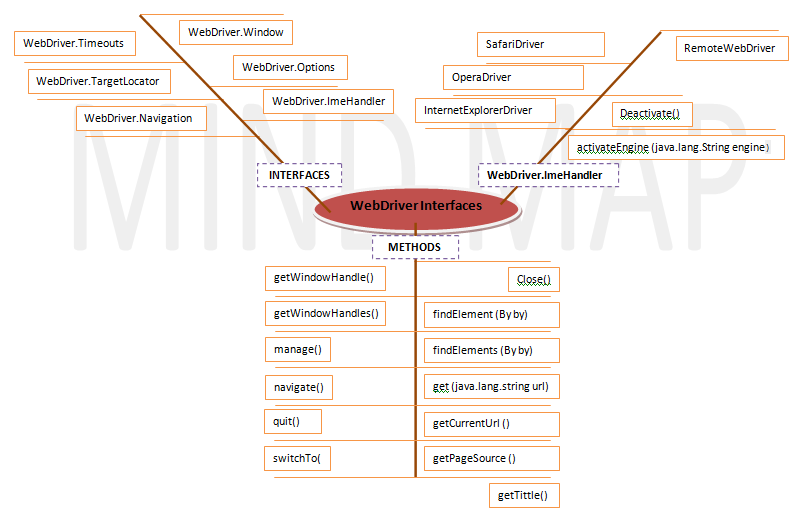 WebDriver.Window
WebDriver.Timeouts
WebDriver.Options
WebDriver.TargetLocator
WebDriver.ImeHandler
WebDriver.Navigation
INTERFACES
SafariDriver
RemoteWebDriver
OperaDriver
InternetExplorerDriver
Deactivate()
activateEngine (java.lang.String engine)
WebDriver.ImeHandler
MIND MAP
WebDriver Interfaces
METHODS
getWindowHandle()
Close()
getWindowHandles()
findElement (By by)
manage()
findElements (By by)
navigate()
get (java.lang.string url)
quit()
getCurrentUrl ()
switchTo(
getPageSource ()
getTittle()